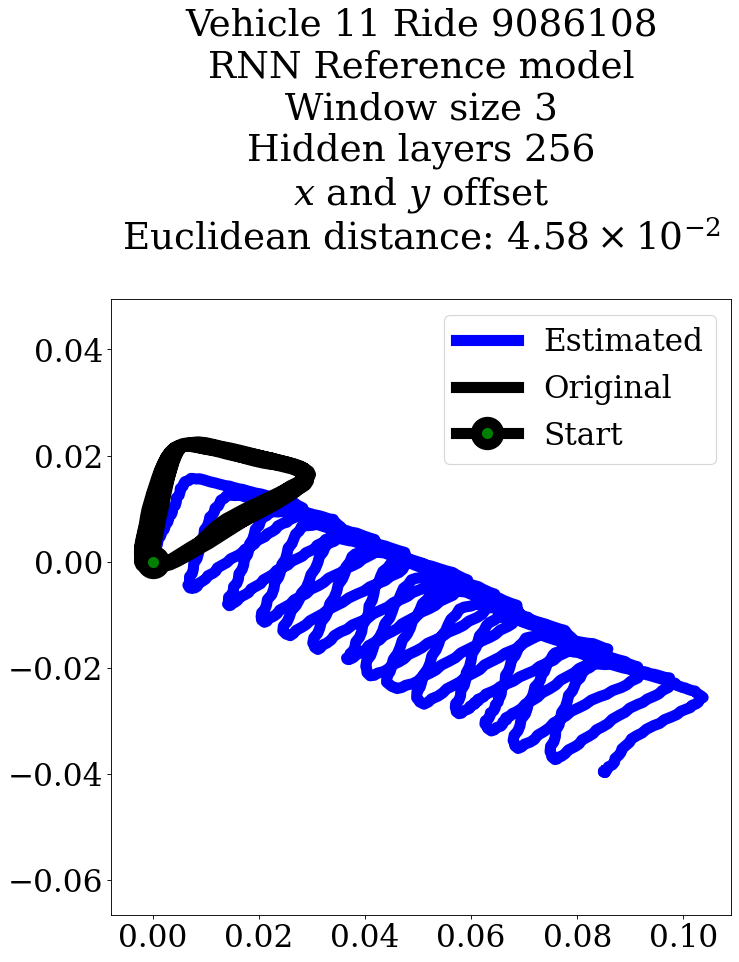 Vehicle 11 Ride 9086108
RNN Reference model
Window size 3
Hidden layers 256
x and y offset
Euclidean distance: 4.58 × 10⁻²
Estimated
Original
Start
0.04
0.02
0.00
−0.02
−0.04
−0.06
0.00 0.02 0.04 0.06 0.08 0.10